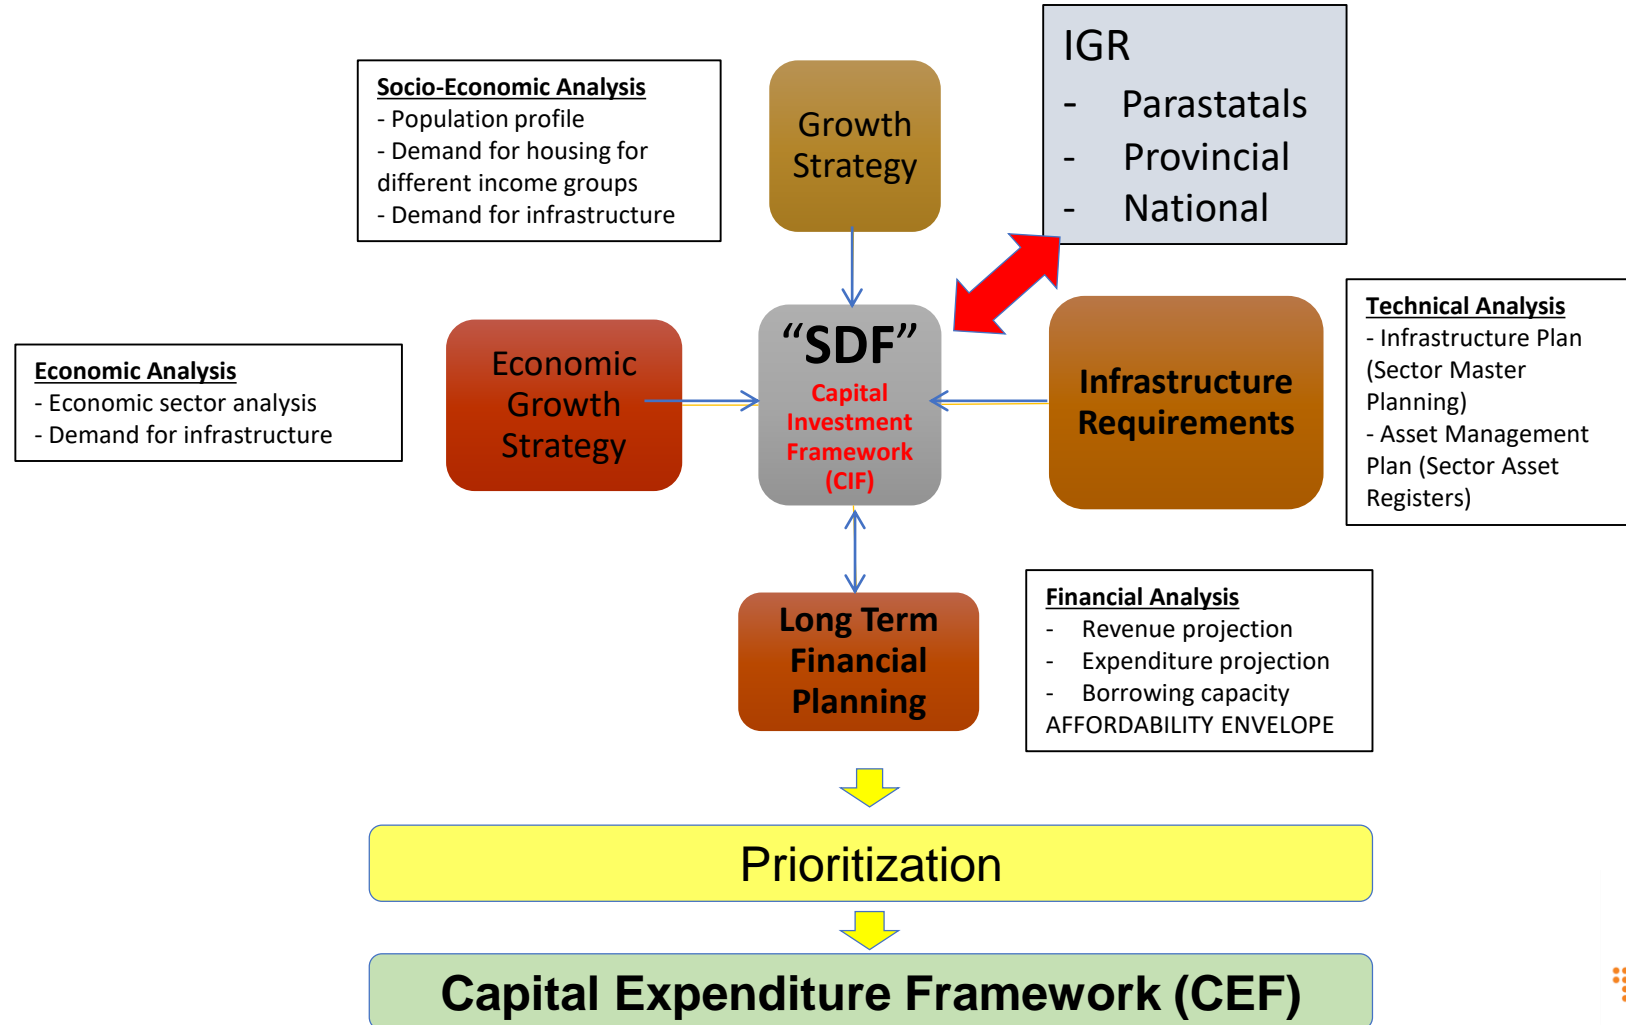 Socio-Economic Analysis
- Population profile
- Demand for housing for
different income groups
- Demand for infrastructure
Growth
Strategy
IGR
- Parastatals
- Provincial
- National
Economic Analysis
- Economic sector analysis
- Demand for infrastructure
Economic
Growth
Strategy
“SDF”
Capital
Investment
Framework
(CIF)
Infrastructure
Requirements
Technical Analysis
- Infrastructure Plan
(Sector Master
Planning)
- Asset Management
Plan (Sector Asset
Registers)
Long Term
Financial
Planning
Financial Analysis
- Revenue projection
- Expenditure projection
- Borrowing capacity
AFFORDABILITY ENVELOPE
Prioritization
Capital Expenditure Framework (CEF)